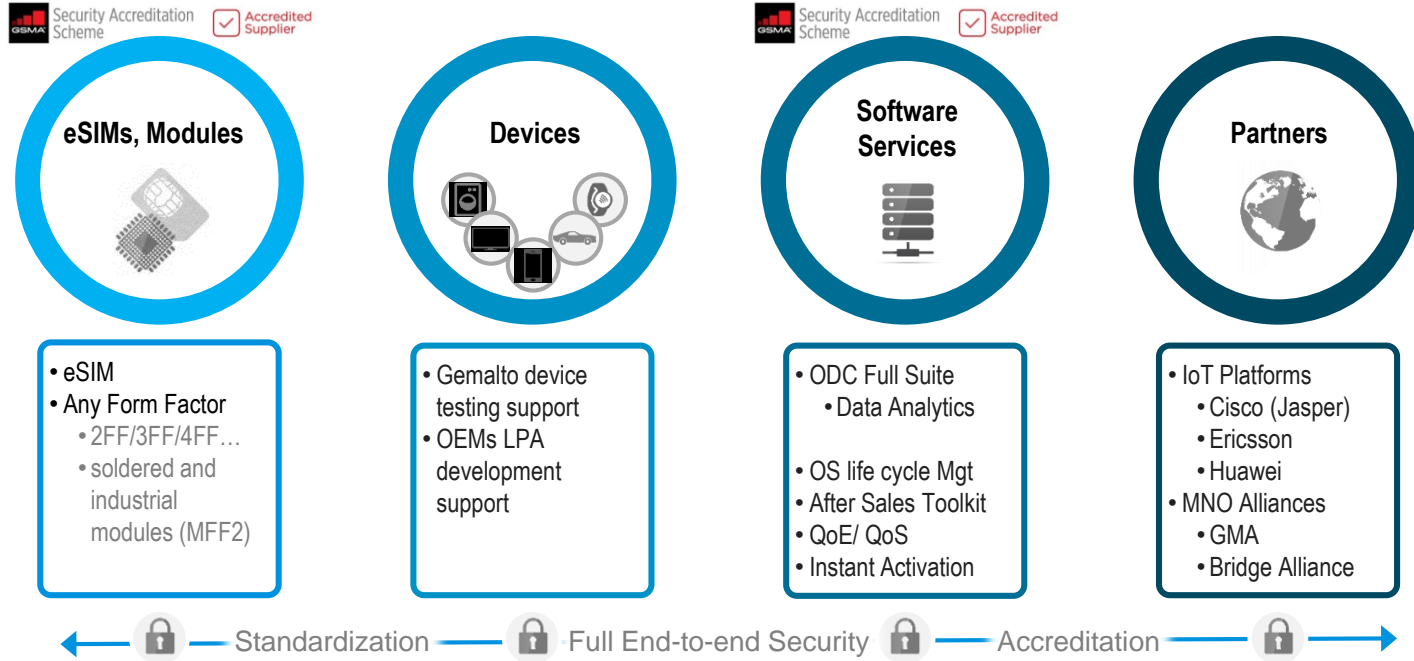 GSMA
Security Accreditation
Scheme
Accredited
Supplier
GSMA
Security Accreditation
Scheme
Accredited
Supplier
eSIMs, Modules
Devices
Software
Services
Partners
• eSIM
• Any Form Factor
• 2FF/3FF/4FF…
• soldered and
industrial
modules (MFF2)
• Gemalto device
testing support
• OEMs LPA
development
support
• ODC Full Suite
• Data Analytics
• OS life cycle Mgt
• After Sales Toolkit
• QoE/ QoS
• Instant Activation
• IoT Platforms
• Cisco (Jasper)
• Ericsson
• Huawei
• MNO Alliances
• GMA
• Bridge Alliance
Standardization
Full End-to-end Security
Accreditation